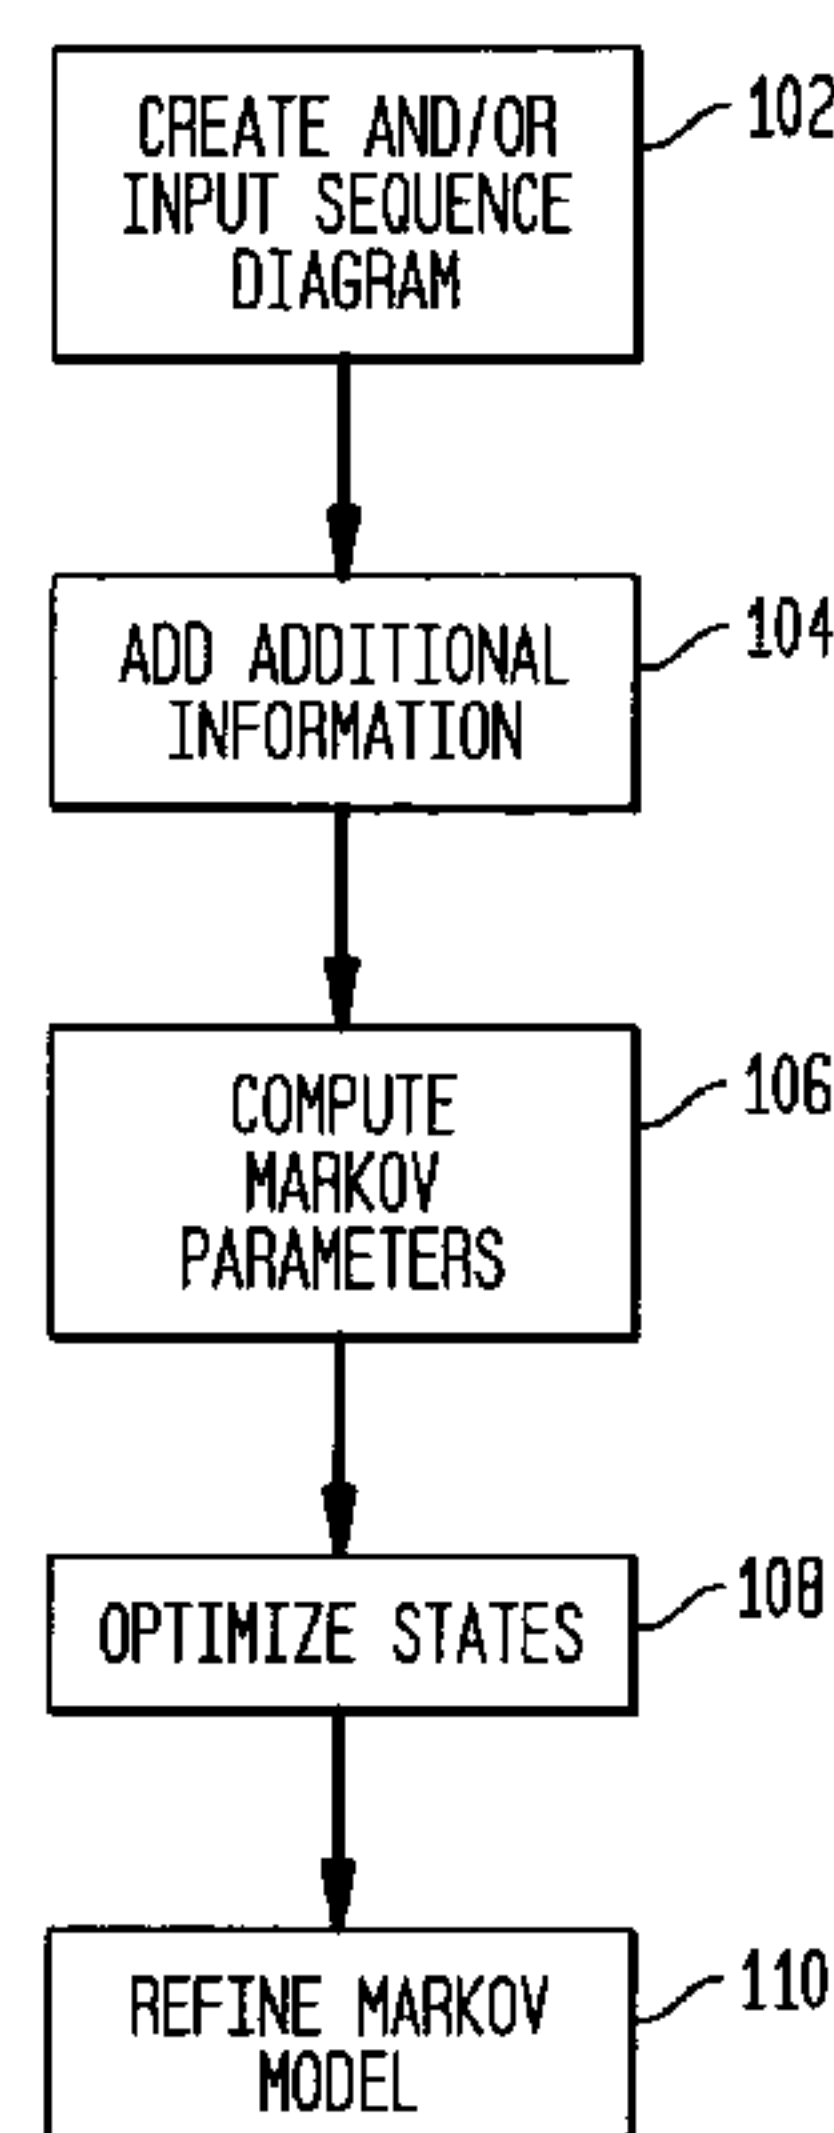 CREATE AND/OR
INPUT SEQUENCE
DIAGRAM
102
ADD ADDITIONAL
INFORMATION
104
COMPUTE
MARKOV
PARAMETERS
106
OPTIMIZE STATES
108
REFINE MARKOV
MODEL
110